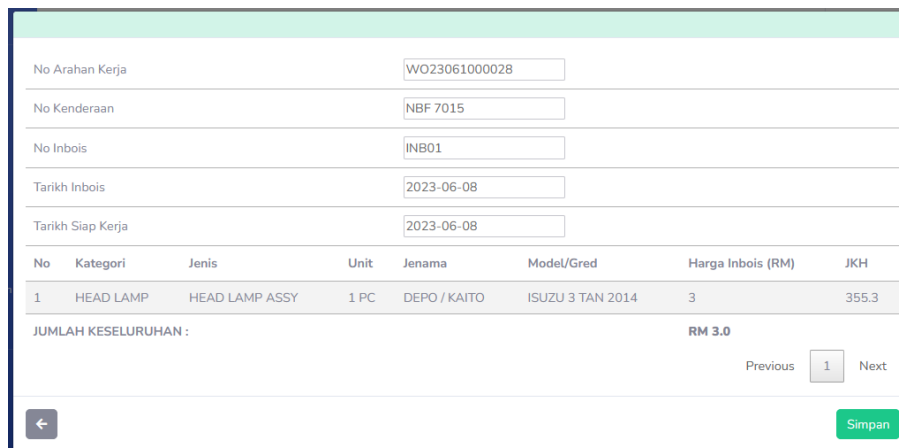 No Arahan Kerja WO23061000028
No Kenderaan NBF 7015
No Inbois INB01
Tarikh Inbois 2023-06-08
Tarikh Siap Kerja 2023-06-08
No Kategori Jenis Unit Jenama Model/Gred Harga Inbois (RM) JKH
1 HEAD LAMP HEAD LAMP ASSY 1 PC DEPO / KAITO ISUZU 3 TAN 2014 3 355.3
JUMLAH KESELURUHAN : RM 3.0
Previous 1 Next
Simpan